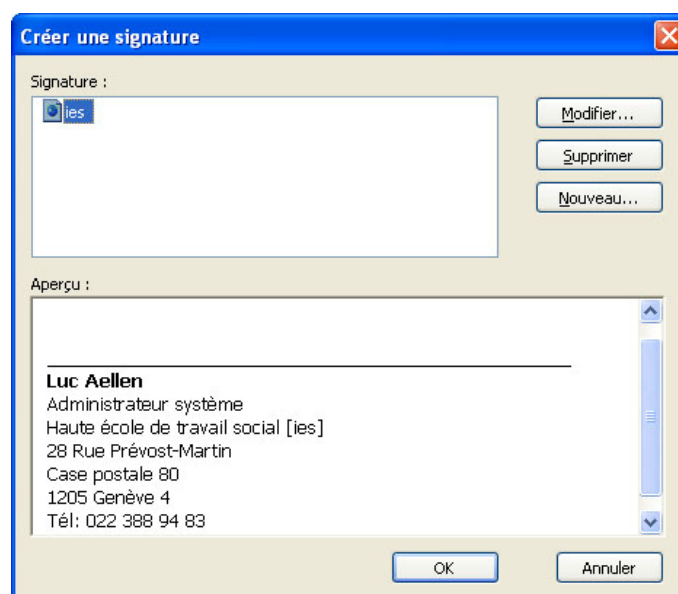 Créer une signature
Signature :
ies
Modifier...
Supprimer
Nouveau...
Aperçu :
Luc Aellen
Administrateur système
Haute école de travail social [ies]
28 Rue Prévost-Martin
Case postale 80
1205 Genève 4
Tél: 022 388 94 83
OK
Annuler